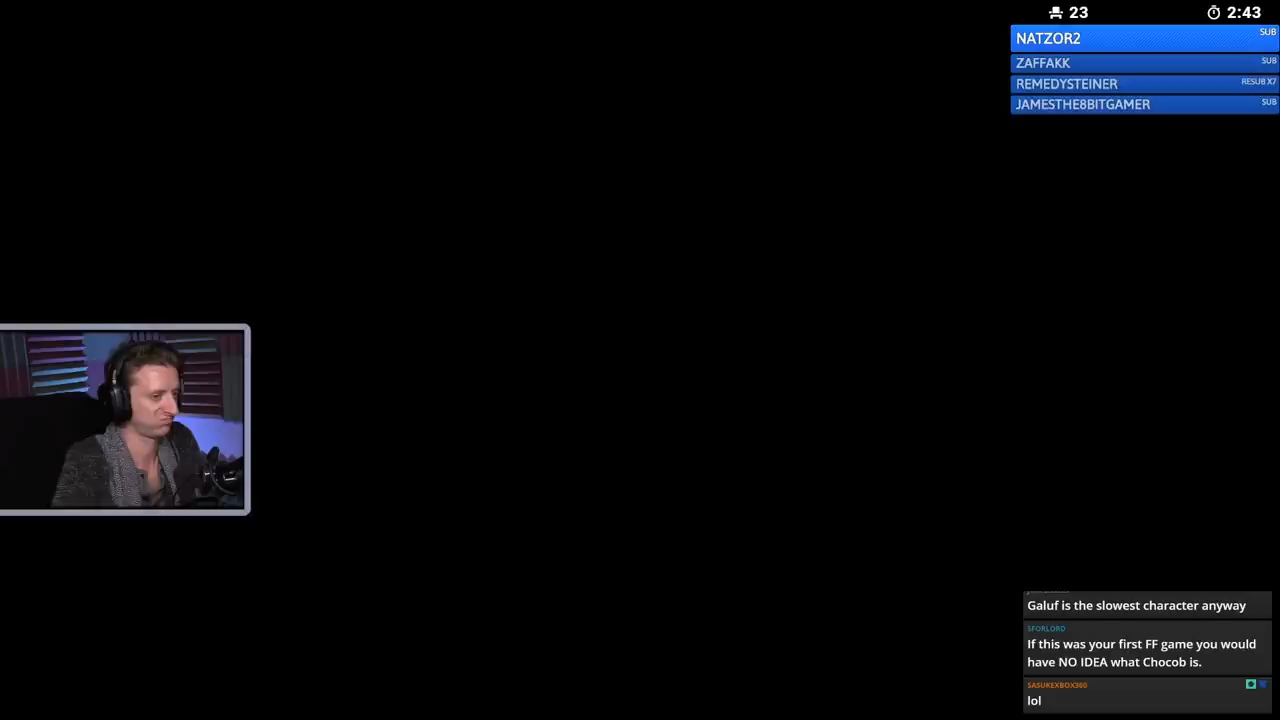 23
2:43
NATZOR2 SUB
ZAFFAKK SUB
REMEDYSTEINER RESUB X7
JAMESTHE8BITGAMER SUB
Galuf is the slowest character anyway
SFORLORD
If this was your first FF game you would
have NO IDEA what Chocob is.
SASUKEXBOX360
lol